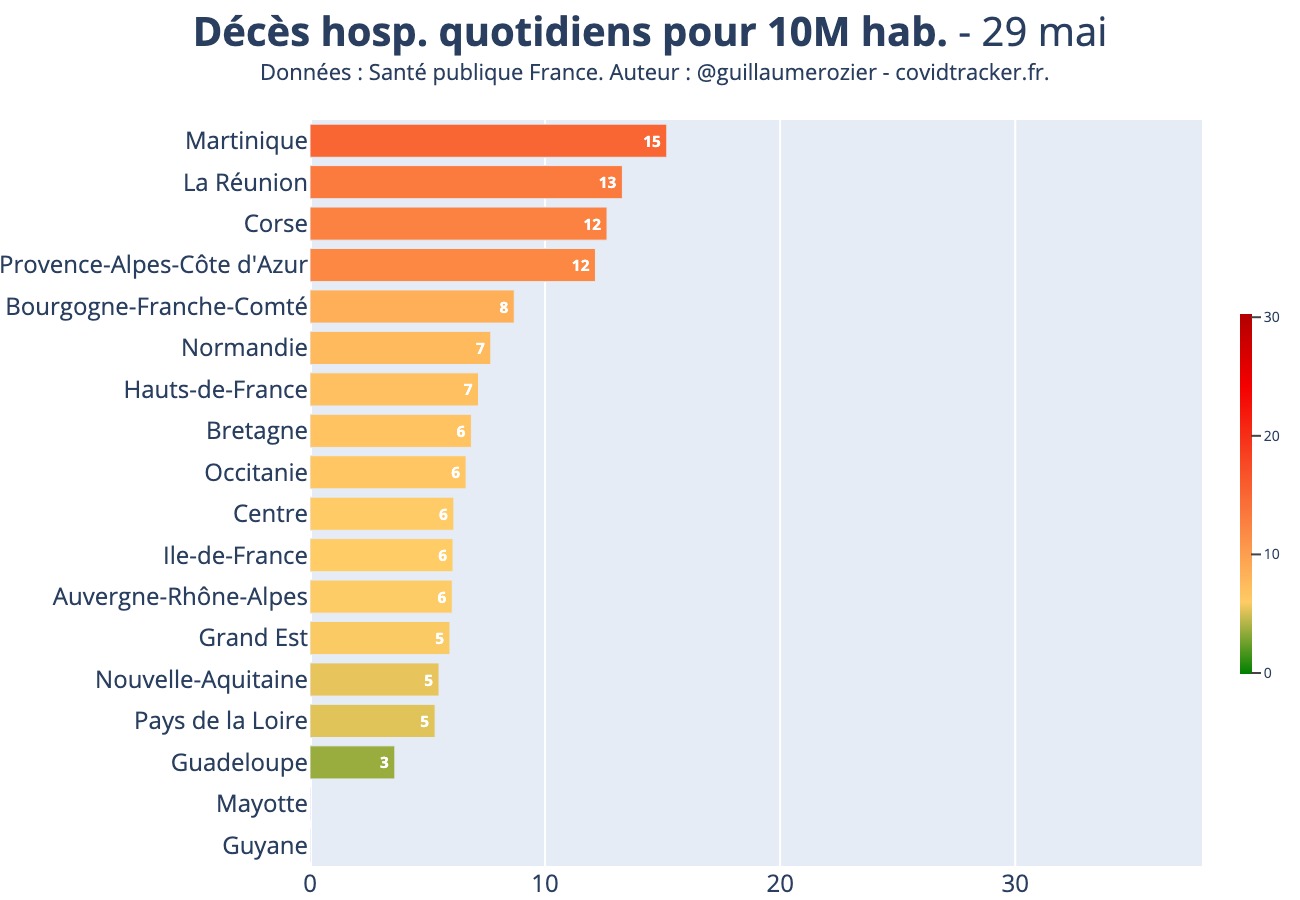 Décès hosp. quotidiens pour 10M hab. - 29 mai
Données : Santé publique France. Auteur : @guillaumerozier - covidtracker.fr.
Martinique 15
La Réunion 13
Corse 12
Provence-Alpes-Côte d'Azur 12
Bourgogne-Franche-Comté 8
Normandie 7
Hauts-de-France 7
Bretagne 6
Occitanie 6
Centre 6
Ile-de-France 6
Auvergne-Rhône-Alpes 6
Grand Est 5
Nouvelle-Aquitaine 5
Pays de la Loire 5
Guadeloupe 3
Mayotte
Guyane
0 10 20 30
30
20
10
0